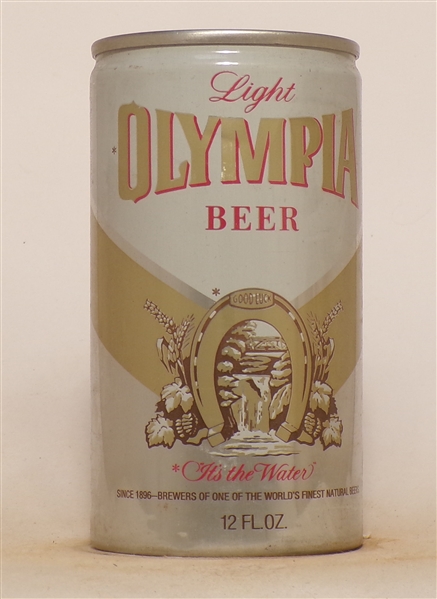 Light
*OLYMPIA
BEER
*
GOOD LUCK
*"It's the Water"
SINCE 1896—BREWERS OF ONE OF THE WORLD'S FINEST NATURAL BEERS
12 FL.OZ.